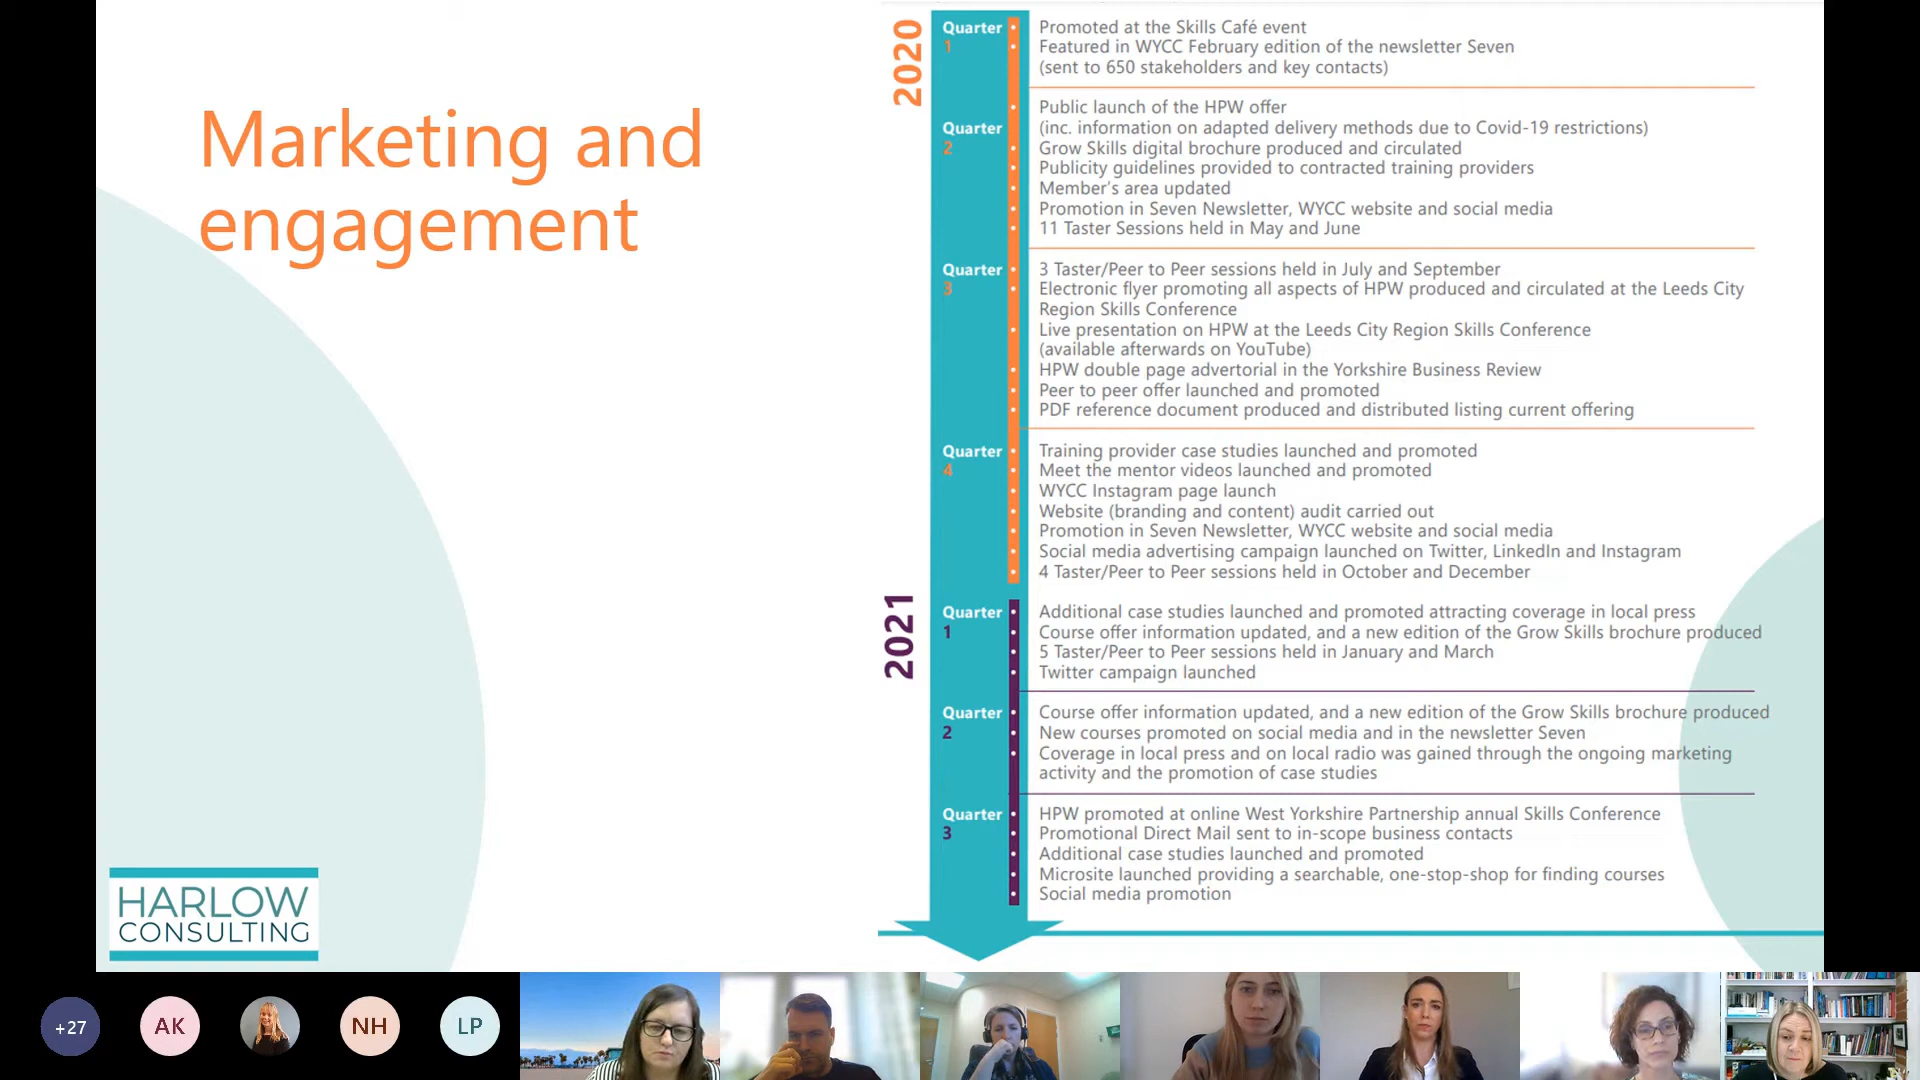 Marketing and
engagement
2020
Quarter
1
Promoted at the Skills Café event
Featured in WYCC February edition of the newsletter Seven
(sent to 650 stakeholders and key contacts)
Quarter
2
Public launch of the HPW offer
(inc. information on adapted delivery methods due to Covid-19 restrictions)
Grow Skills digital brochure produced and circulated
Publicity guidelines provided to contracted training providers
Member's area updated
Promotion in Seven Newsletter, WYCC website and social media
11 Taster Sessions held in May and June
Quarter
3
3 Taster/Peer to Peer sessions held in July and September
Electronic flyer promoting all aspects of HPW produced and circulated at the Leeds City
Region Skills Conference
Live presentation on HPW at the Leeds City Region Skills Conference
(available afterwards on YouTube)
HPW double page advertorial in the Yorkshire Business Review
Peer to peer offer launched and promoted
PDF reference document produced and distributed listing current offering
Quarter
4
Training provider case studies launched and promoted
Meet the mentor videos launched and promoted
WYCC Instagram page launch
Website (branding and content) audit carried out
Promotion in Seven Newsletter, WYCC website and social media
Social media advertising campaign launched on Twitter, LinkedIn and Instagram
4 Taster/Peer to Peer sessions held in October and December
2021
Quarter
1
Additional case studies launched and promoted attracting coverage in local press
Course offer information updated, and a new edition of the Grow Skills brochure produced
5 Taster/Peer to Peer sessions held in January and March
Twitter campaign launched
Quarter
2
Course offer information updated, and a new edition of the Grow Skills brochure produced
New courses promoted on social media and in the newsletter Seven
Coverage in local press and on local radio was gained through the ongoing marketing
activity and the promotion of case studies
Quarter
3
HPW promoted at online West Yorkshire Partnership annual Skills Conference
Promotional Direct Mail sent to in-scope business contacts
Additional case studies launched and promoted
Microsite launched providing a searchable, one-stop-shop for finding courses
Social media promotion
HARLOW
CONSULTING
+27
AK
NH
LP